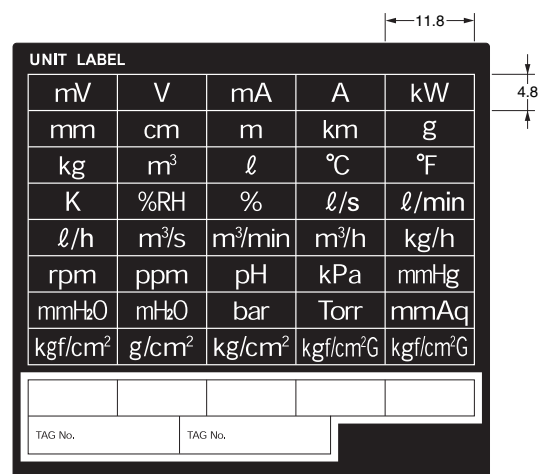 11.8
UNIT LABEL
4.8
mV V mA A kW
mm cm m km g
kg m³ ℓ °C °F
K %RH % ℓ/s ℓ/min
ℓ/h m³/s m³/min m³/h kg/h
rpm ppm pH kPa mmHg
mmH₂O mH₂O bar Torr mmAq
kgf/cm² g/cm² kg/cm² kgf/cm²G kgf/cm²G
TAG No. TAG No.